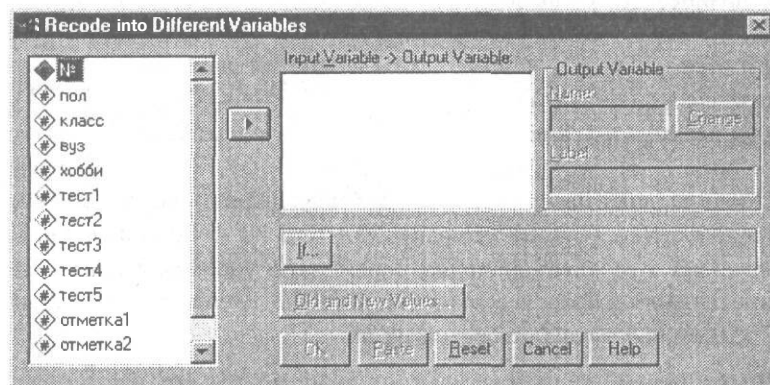 Recode into Different Variables
№
пол
класс
вуз
хобби
тест1
тест2
тест3
тест4
тест5
отметка1
отметка2
Input Variable -> Output Variable:
Output Variable
Name:
Change
Label:
If...
Old and New Values...
OK
Paste
Reset
Cancel
Help